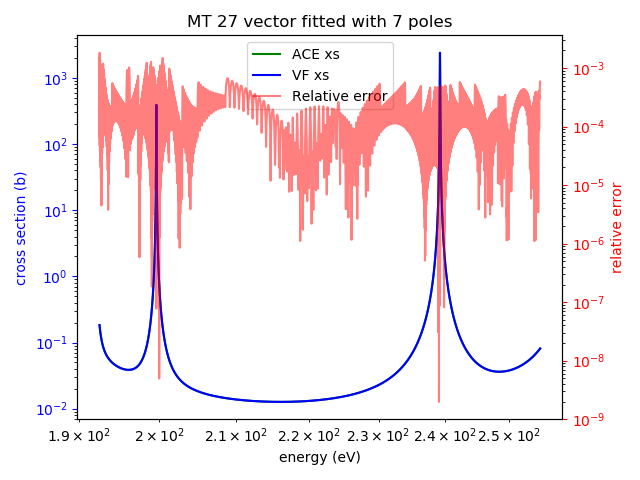 MT 27 vector fitted with 7 poles
ACE xs
VF xs
Relative error
cross section (b)
10³
10²
10¹
10⁰
10⁻¹
10⁻²
relative error
10⁻³
10⁻⁴
10⁻⁵
10⁻⁶
10⁻⁷
10⁻⁸
10⁻⁹
1.9 × 10² 2 × 10² 2.1 × 10² 2.2 × 10² 2.3 × 10² 2.4 × 10² 2.5 × 10²
energy (eV)